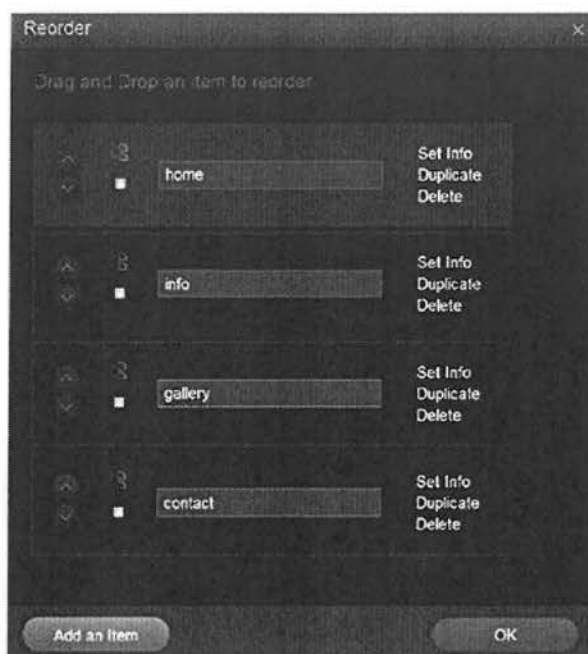 Reorder
Drag and Drop an item to reorder
home
Set Info
Duplicate
Delete
info
Set Info
Duplicate
Delete
gallery
Set Info
Duplicate
Delete
contact
Set Info
Duplicate
Delete
Add an Item
OK